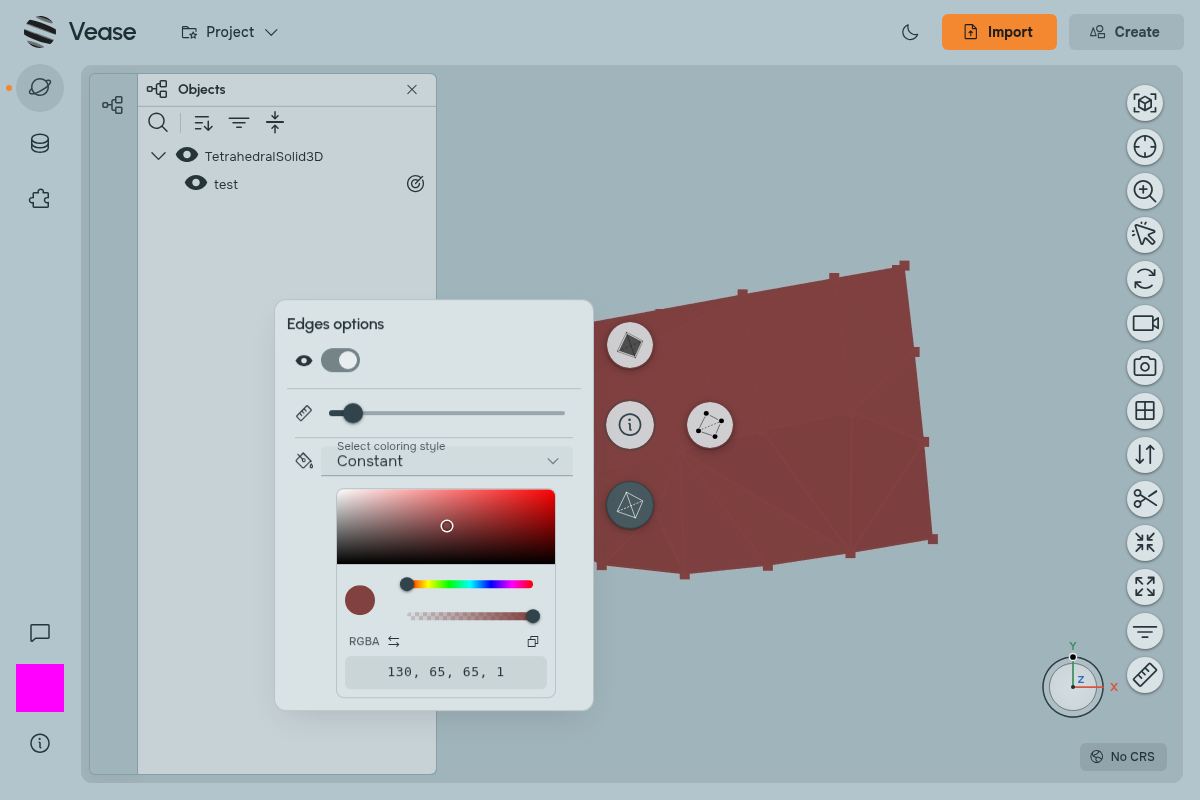 Vease
Project
Import
Create
Objects
TetrahedralSolid3D
test
Edges options
Select coloring style
Constant
RGBA
130, 65, 65, 1
Y
Z
X
No CRS